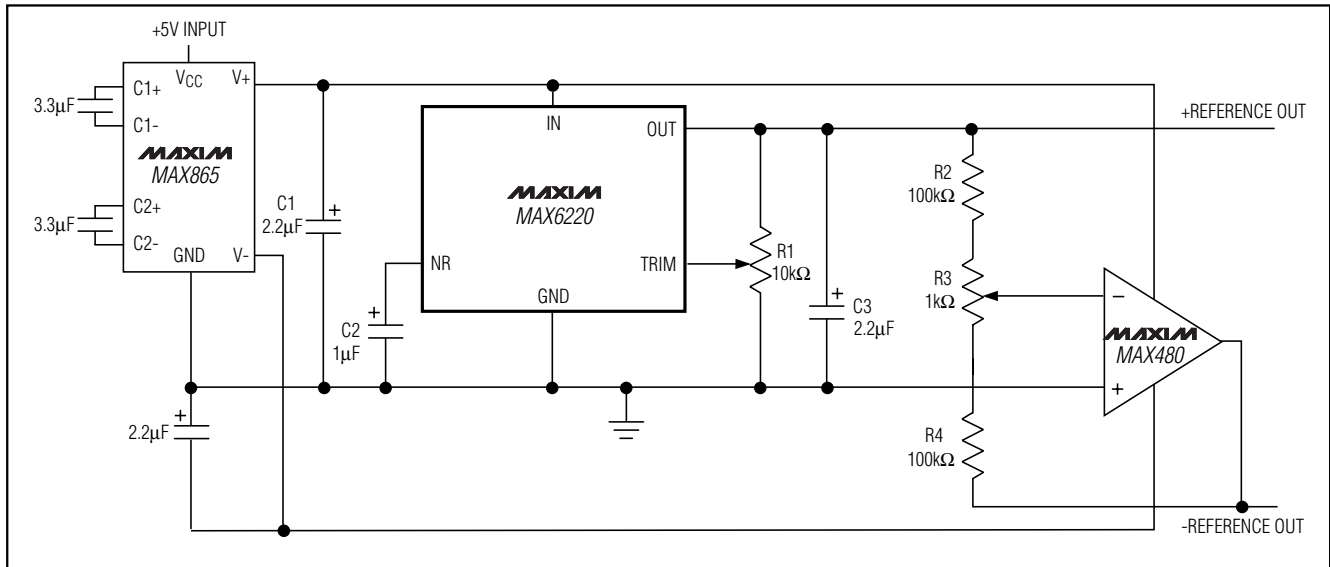 +5V INPUT
VCC
V+
C1+
3.3µF
C1-
MAXIM
MAX865
C2+
3.3µF
C2-
GND
V-
C1
2.2µF
+
IN
OUT
MAXIM
MAX6220
NR
TRIM
GND
+
C2
1µF
R1
10kΩ
+
C3
2.2µF
+REFERENCE OUT
R2
100kΩ
R3
1kΩ
−
MAXIM
MAX480
+
R4
100kΩ
+
2.2µF
-REFERENCE OUT